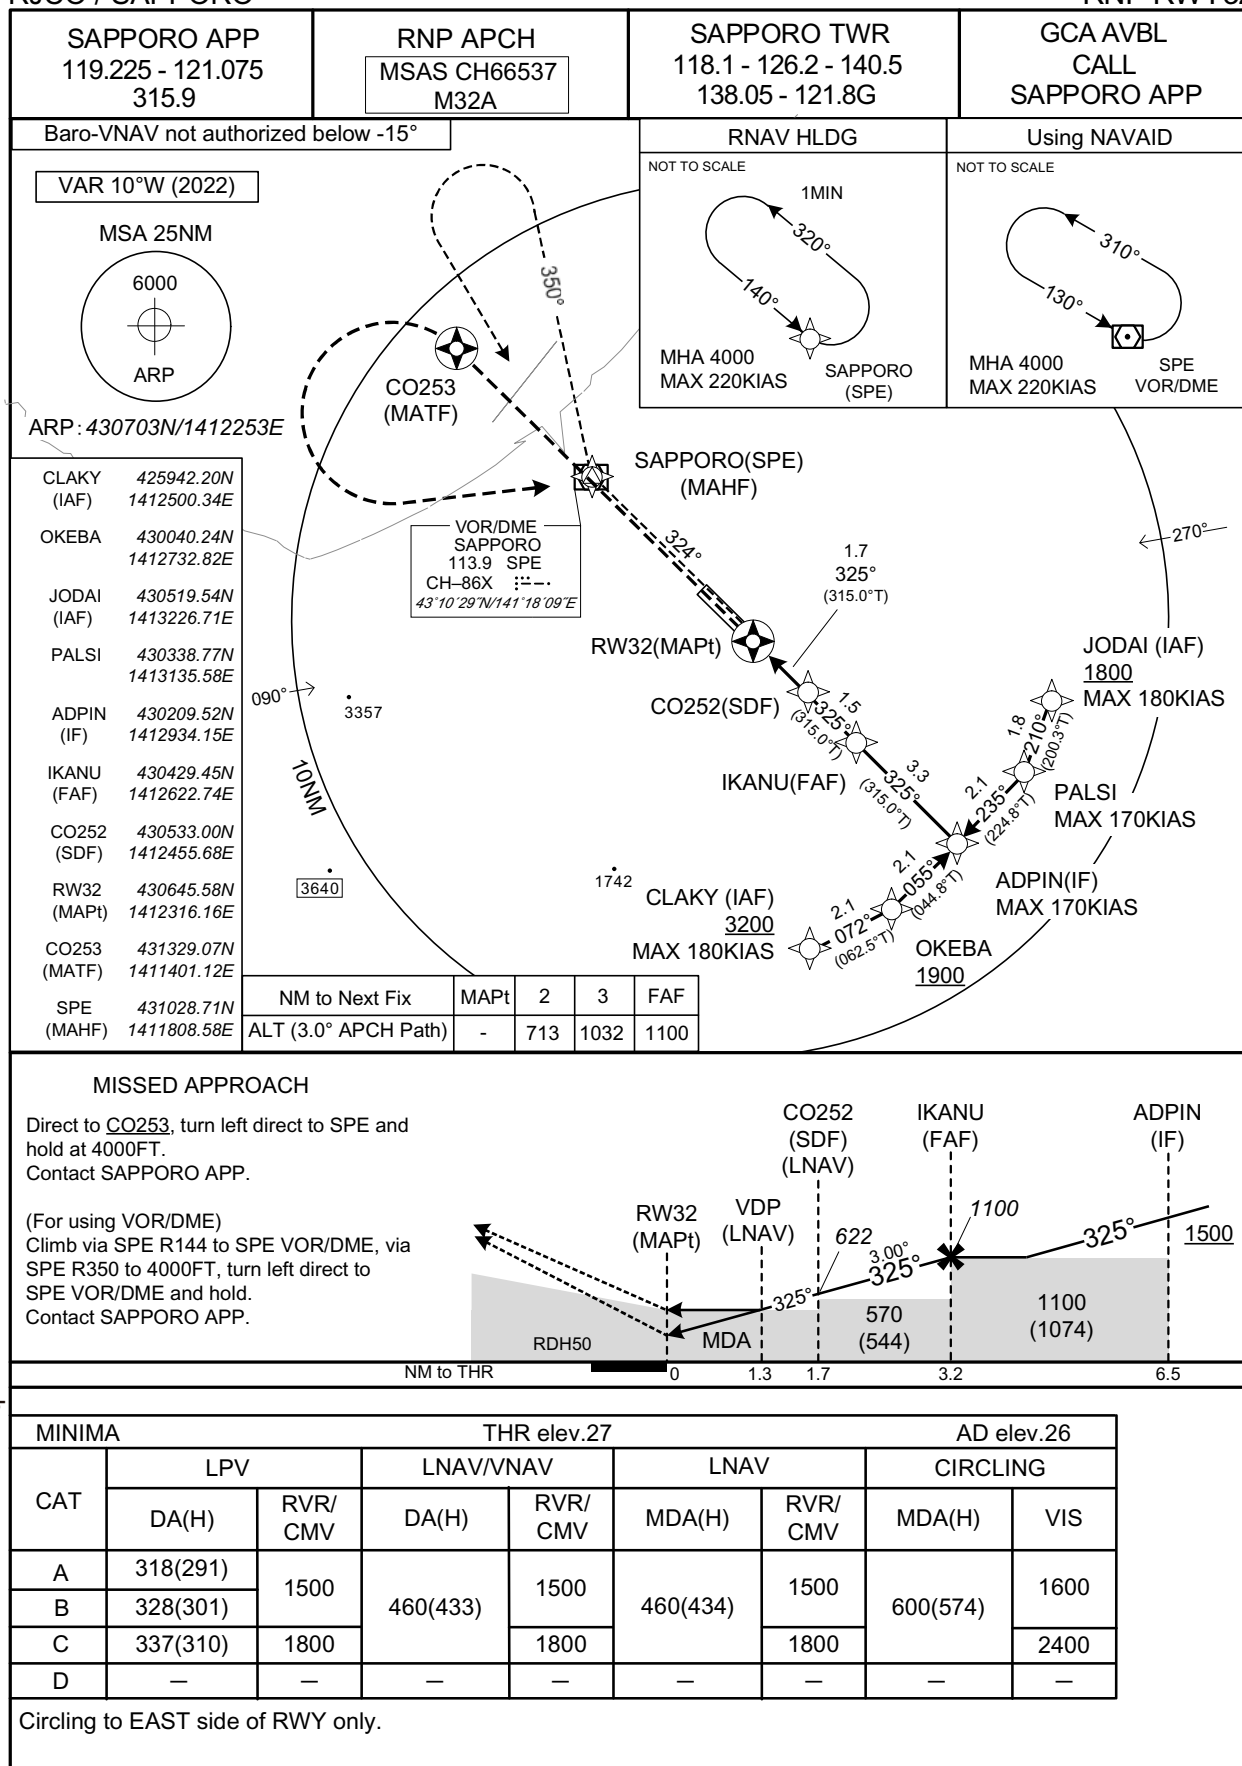 RJCO / SAPPORO
RNP RWY32
SAPPORO APP
119.225 - 121.075
315.9
RNP APCH
MSAS CH66537
M32A
SAPPORO TWR
118.1 - 126.2 - 140.5
138.05 - 121.8G
GCA AVBL
CALL
SAPPORO APP
Baro-VNAV not authorized below -15°
VAR 10°W (2022)
MSA 25NM
6000
ARP
ARP : 430703N/1412253E
RNAV HLDG
NOT TO SCALE
1MIN
320°
140°
MHA 4000
MAX 220KIAS
SAPPORO
(SPE)
Using NAVAID
NOT TO SCALE
310°
130°
MHA 4000
MAX 220KIAS
SPE
VOR/DME
CLAKY 425942.20N
(IAF) 1412500.34E
OKEBA 430040.24N
1412732.82E
JODAI 430519.54N
(IAF) 1413226.71E
PALSI 430338.77N
1413135.58E
ADPIN 430209.52N
(IF) 1412934.15E
IKANU 430429.45N
(FAF) 1412622.74E
CO252 430533.00N
(SDF) 1412455.68E
RW32 430645.58N
(MAPt) 1412316.16E
CO253 431329.07N
(MATF) 1411401.12E
SPE 431028.71N
(MAHF) 1411808.58E
350°
CO253
(MATF)
SAPPORO(SPE)
(MAHF)
VOR/DME
SAPPORO
113.9 SPE
CH–86X
43°10´29˝N/141°18´09˝E
324°
1.7
325°
(315.0°T)
270°
090°
RW32(MAPt)
3357
10NM
3640
1742
CO252(SDF)
1.5
325°
(315.0°T)
IKANU(FAF)
3.3
325°
(315.0°T)
JODAI (IAF)
1800
MAX 180KIAS
1.8
210°
(200.3°T)
PALSI
MAX 170KIAS
2.1
235°
(224.8°T)
ADPIN(IF)
MAX 170KIAS
2.1
055°
(044.8°T)
CLAKY (IAF)
3200
MAX 180KIAS
2.1
072°
(062.5°T)
OKEBA
1900
NM to Next Fix MAPt 2 3 FAF
ALT (3.0° APCH Path) - 713 1032 1100
MISSED APPROACH
Direct to CO253, turn left direct to SPE and
hold at 4000FT.
Contact SAPPORO APP.
(For using VOR/DME)
Climb via SPE R144 to SPE VOR/DME, via
SPE R350 to 4000FT, turn left direct to
SPE VOR/DME and hold.
Contact SAPPORO APP.
RW32
(MAPt)
VDP
(LNAV)
CO252
(SDF)
(LNAV)
IKANU
(FAF)
ADPIN
(IF)
622
1100
1500
325°
3.00°
325°
325°
570
(544)
1100
(1074)
RDH50
MDA
NM to THR 0 1.3 1.7 3.2 6.5
MINIMA THR elev.27 AD elev.26
CAT LPV LNAV/VNAV LNAV CIRCLING
DA(H) RVR/CMV DA(H) RVR/CMV MDA(H) RVR/CMV MDA(H) VIS
A 318(291) 1500 460(433) 1500 460(434) 1500 600(574) 1600
B 328(301)
C 337(310) 1800 1800 1800 2400
D — — — — — — — —
Circling to EAST side of RWY only.